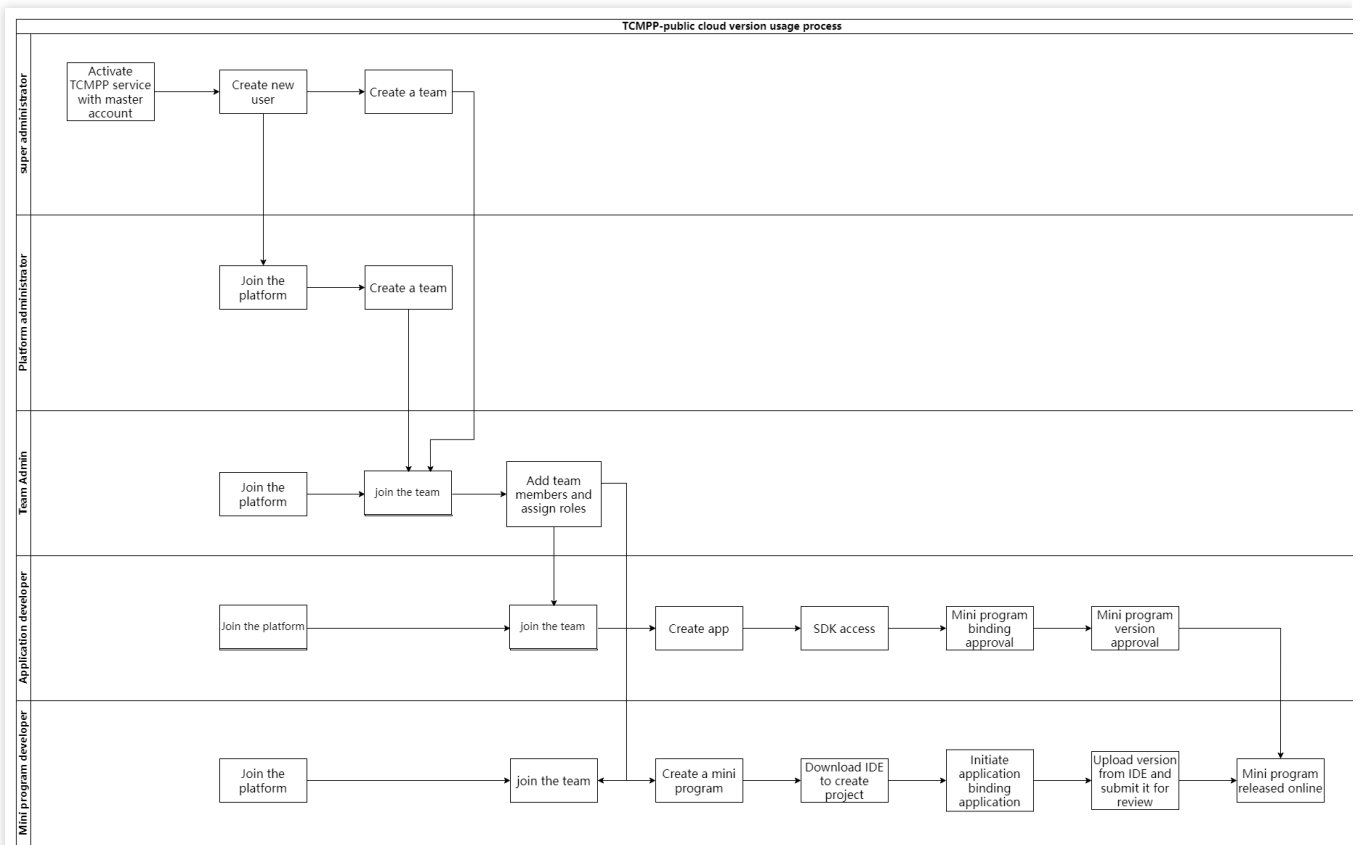 TCMPP-public cloud version usage process
super administrator
Activate
TCMPP service
with master
account
Create new
user
Create a team
Platform administrator
Join the
platform
Create a team
Team Admin
Join the
platform
join the team
Add team
members and
assign roles
Application developer
Join the platform
join the team
Create app
SDK access
Mini program
binding
approval
Mini program
version
approval
Mini program developer
Join the
platform
join the team
Create a mini
program
Download IDE
to create
project
Initiate
application
binding
application
Upload version
from IDE and
submit it for
review
Mini program
released online